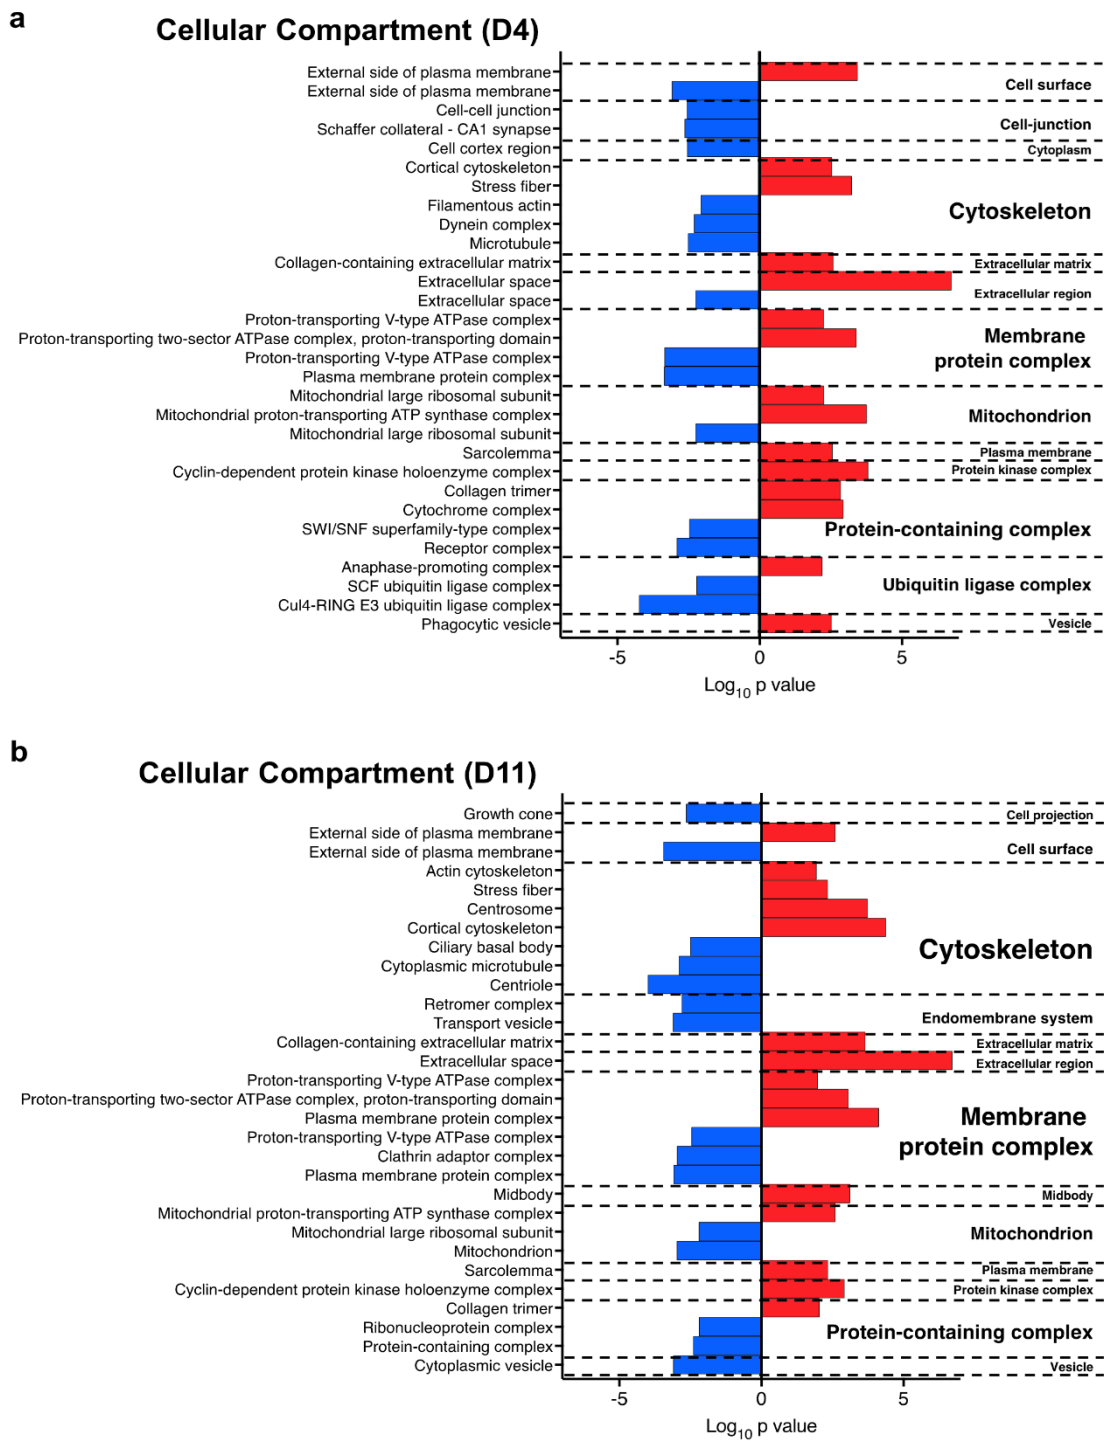 a
Cellular Compartment (D4)
External side of plasma membrane
External side of plasma membrane
Cell surface
Cell-cell junction
Schaffer collateral - CA1 synapse
Cell-junction
Cell cortex region
Cytoplasm
Cortical cytoskeleton
Stress fiber
Filamentous actin
Dynein complex
Microtubule
Cytoskeleton
Collagen-containing extracellular matrix
Extracellular matrix
Extracellular space
Extracellular space
Extracellular region
Proton-transporting V-type ATPase complex
Proton-transporting two-sector ATPase complex, proton-transporting domain
Proton-transporting V-type ATPase complex
Plasma membrane protein complex
Membrane
protein complex
Mitochondrial large ribosomal subunit
Mitochondrial proton-transporting ATP synthase complex
Mitochondrial large ribosomal subunit
Mitochondrion
Sarcolemma
Plasma membrane
Cyclin-dependent protein kinase holoenzyme complex
Protein kinase complex
Collagen trimer
Cytochrome complex
SWI/SNF superfamily-type complex
Receptor complex
Protein-containing complex
Anaphase-promoting complex
SCF ubiquitin ligase complex
Cul4-RING E3 ubiquitin ligase complex
Ubiquitin ligase complex
Phagocytic vesicle
Vesicle
-5 0 5
Log10 p value
b
Cellular Compartment (D11)
Growth cone
Cell projection
External side of plasma membrane
External side of plasma membrane
Cell surface
Actin cytoskeleton
Stress fiber
Centrosome
Cortical cytoskeleton
Ciliary basal body
Cytoplasmic microtubule
Centriole
Cytoskeleton
Retromer complex
Transport vesicle
Endomembrane system
Collagen-containing extracellular matrix
Extracellular matrix
Extracellular space
Extracellular region
Proton-transporting V-type ATPase complex
Proton-transporting two-sector ATPase complex, proton-transporting domain
Plasma membrane protein complex
Proton-transporting V-type ATPase complex
Clathrin adaptor complex
Plasma membrane protein complex
Membrane
protein complex
Midbody
Midbody
Mitochondrial proton-transporting ATP synthase complex
Mitochondrial large ribosomal subunit
Mitochondrion
Mitochondrion
Sarcolemma
Plasma membrane
Cyclin-dependent protein kinase holoenzyme complex
Protein kinase complex
Collagen trimer
Ribonucleoprotein complex
Protein-containing complex
Protein-containing complex
Cytoplasmic vesicle
Vesicle
-5 0 5
Log10 p value